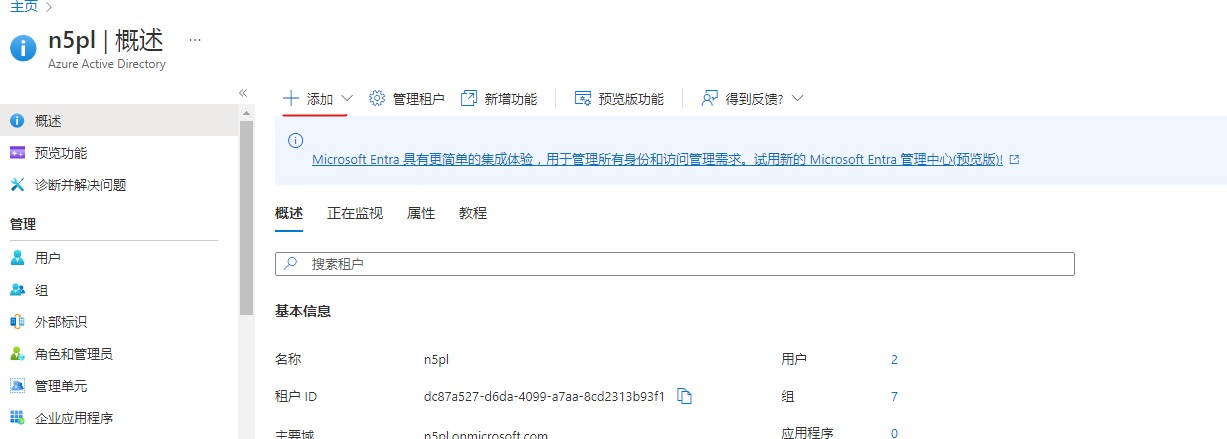 主页
n5pl | 概述
Azure Active Directory
添加 管理租户 新增功能 预览版功能 得到反馈?
概述
预览功能
诊断并解决问题
管理
用户
组
外部标识
角色和管理员
管理单元
企业应用程序
Microsoft Entra 具有更简单的集成体验，用于管理所有身份和访问管理需求。试用新的 Microsoft Entra 管理中心(预览版)!
概述 正在监视 属性 教程
搜索租户
基本信息
名称 n5pl 用户 2
租户 ID dc87a527-d6da-4099-a7aa-8cd2313b93f1 组 7
主要域 n5pl.onmicrosoft.com 应用程序 0